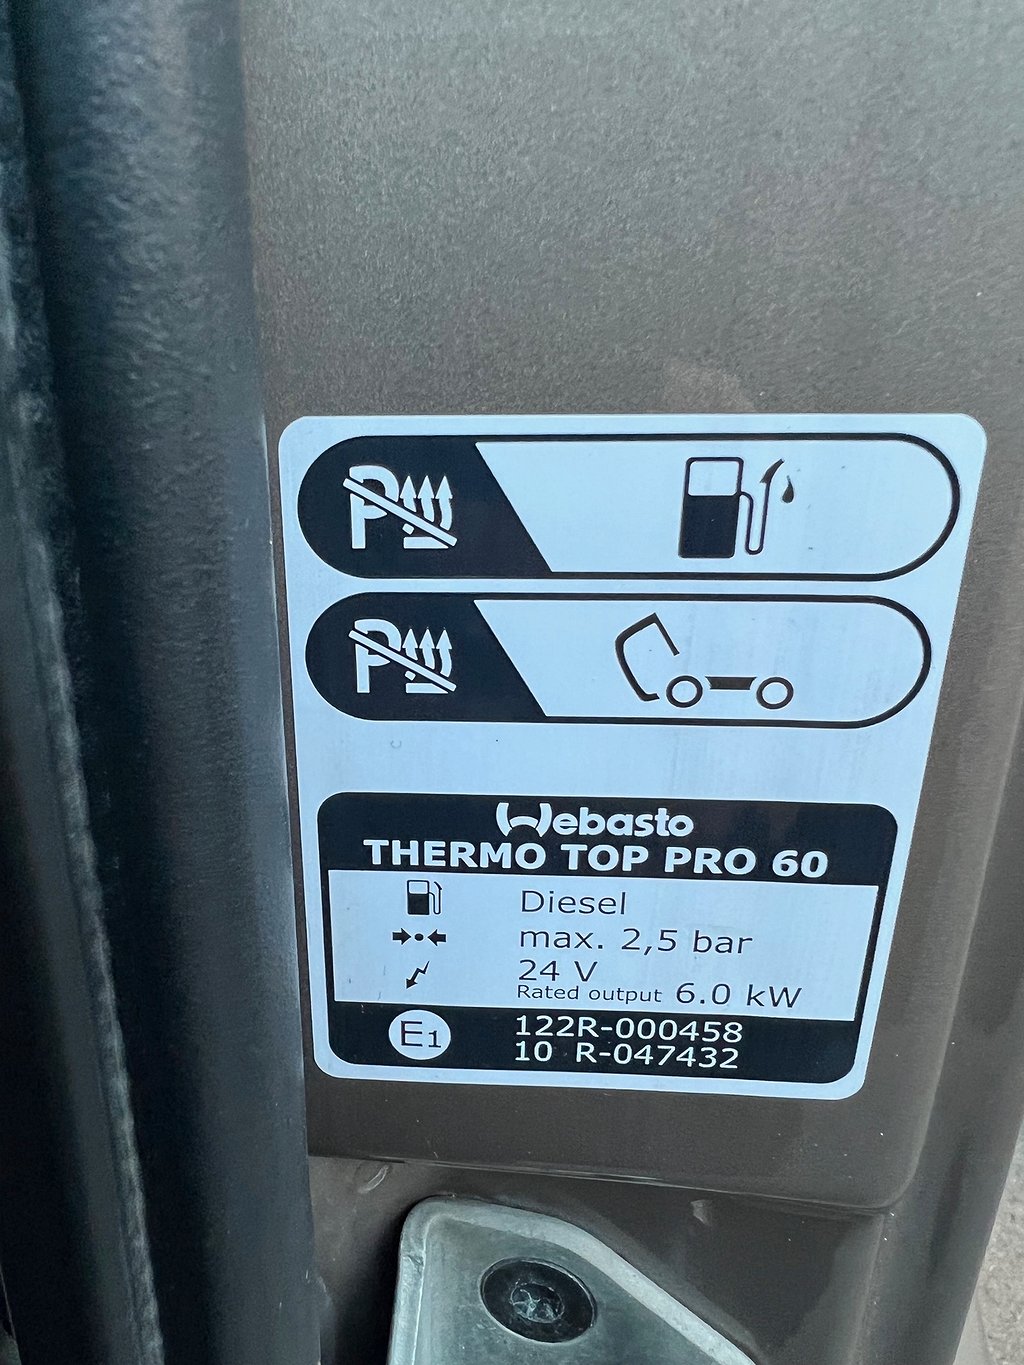 P
P
Webasto
THERMO TOP PRO 60
Diesel
max. 2,5 bar
24 V
Rated output 6.0 kW
E1 122R-000458
10 R-047432